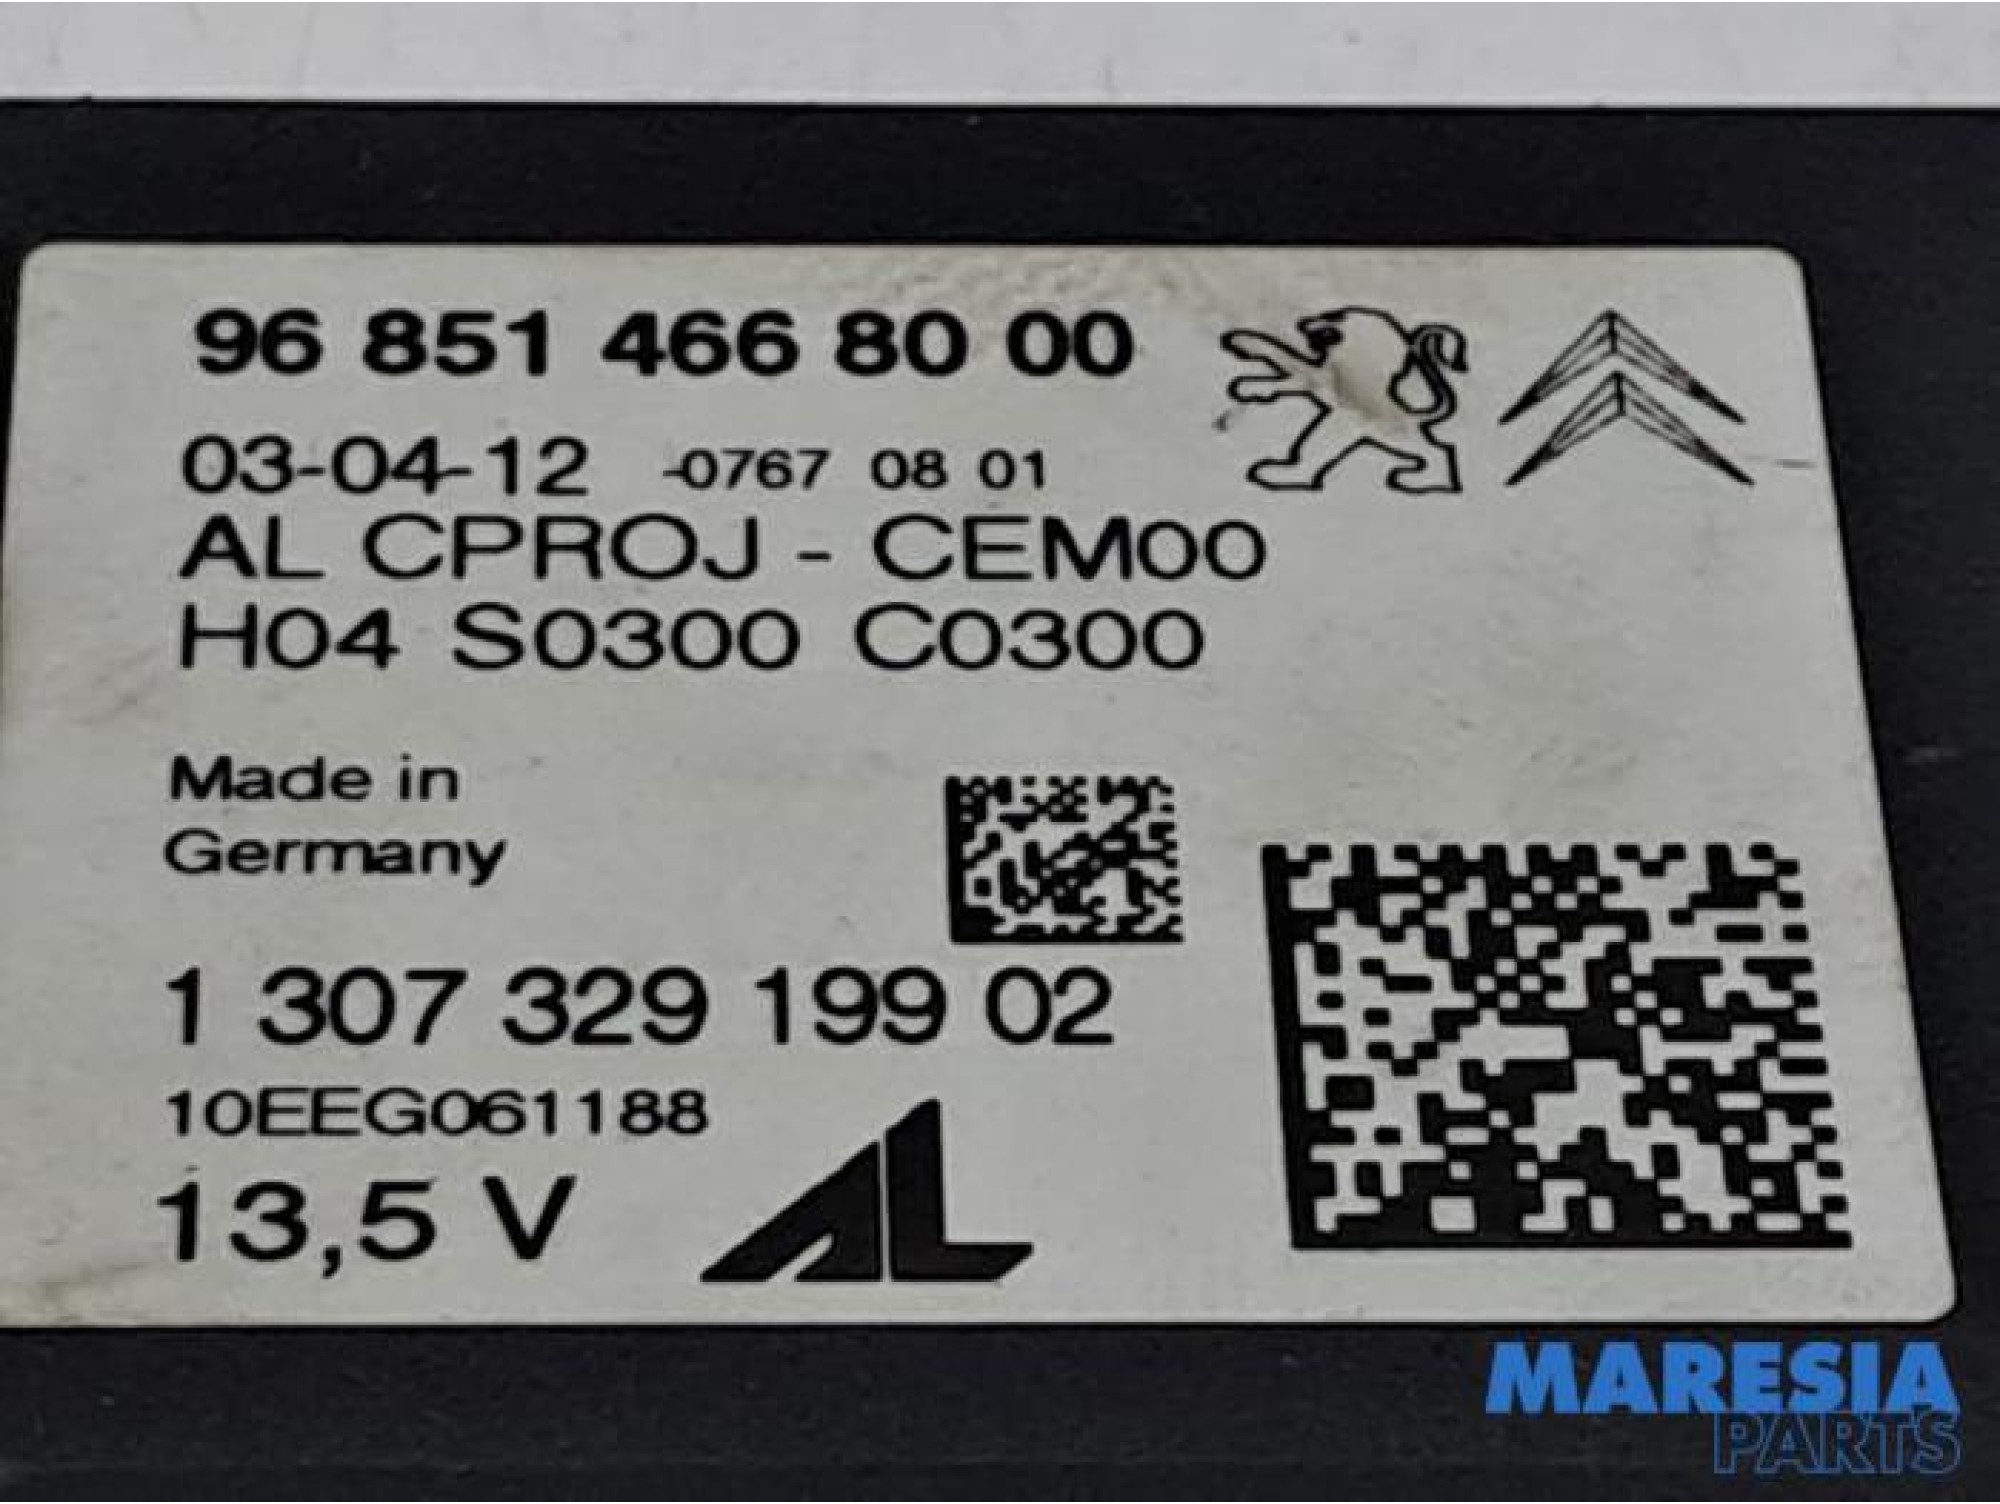 96 851 466 80 00
03-04-12 -0767 08 01
AL CPROJ - CEM00
H04 S0300 C0300
Made in
Germany
1 307 329 199 02
10EEG061188
13,5 V
AL
MARESIA
PARTS